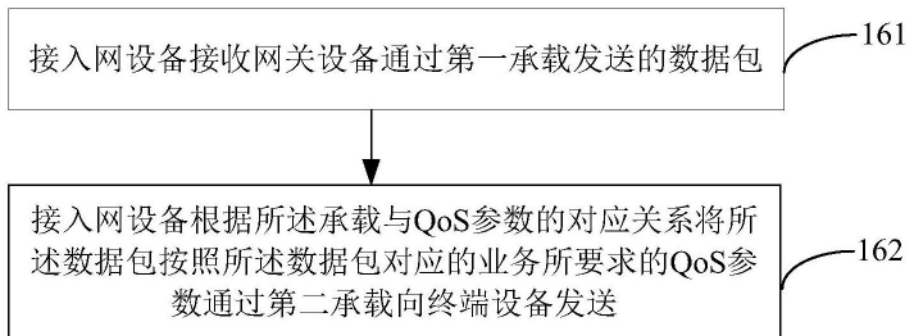 接入网设备接收网关设备通过第一承载发送的数据包
161
接入网设备根据所述承载与QoS参数的对应关系将所
述数据包按照所述数据包对应的业务所要求的QoS参
数通过第二承载向终端设备发送
162